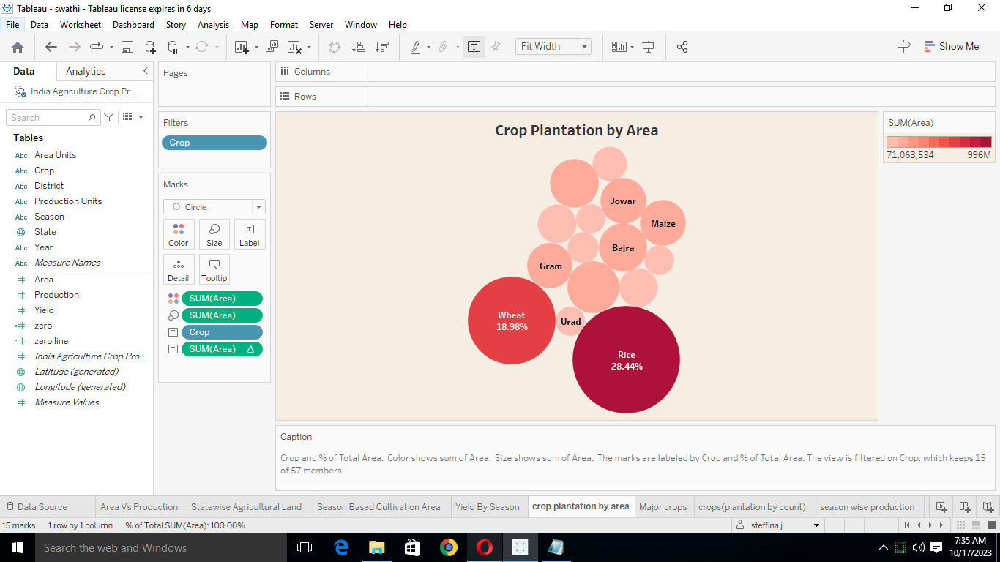 Tableau - swathi - Tableau license expires in 6 days
File Data Worksheet Dashboard Story Analysis Map Format Server Window Help
Fit Width
Show Me
Data Analytics
India Agriculture Crop Pr...
Search
Tables
Abc Area Units
Abc Crop
Abc District
Abc Production Units
Abc Season
State
Abc Year
Abc Measure Names
Area
Production
Yield
zero
zero line
India Agriculture Crop Pro...
Latitude (generated)
Longitude (generated)
Measure Values
Pages
Filters
Crop
Marks
Circle
Color Size Label
Detail Tooltip
SUM(Area)
SUM(Area)
Crop
SUM(Area) △
Columns
Rows
Crop Plantation by Area
Jowar
Maize
Bajra
Gram
Wheat
18.98%
Urad
Rice
28.44%
SUM(Area)
71,063,534 996M
Caption
Crop and % of Total Area.  Color shows sum of Area.  Size shows sum of Area.  The marks are labeled by Crop and % of Total Area. The view is filtered on Crop, which keeps 15
of 57 members.
Data Source Area Vs Production Statewise Agricultural Land Season Based Cultivation Area Yield By Season crop plantation by area Major crops crops(plantation by count) season wise production
15 marks 1 row by 1 column % of Total SUM(Area): 100.00% steffina j
Search the web and Windows
7:35 AM
10/17/2023